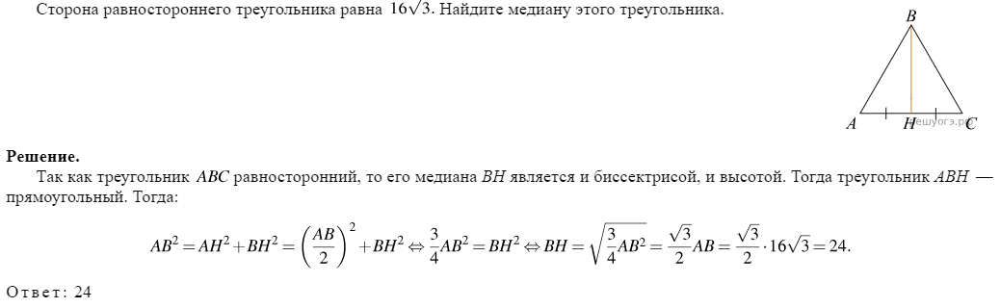 Сторона равностороннего треугольника равна 16√3. Найдите медиану этого треугольника.
B
A H C
решуогэ.рф
Решение.
Так как треугольник ABC равносторонний, то его медиана BH является и биссектрисой, и высотой. Тогда треугольник ABH —
прямоугольный. Тогда:
AB² = AH² + BH² = (AB/2)² + BH² ⇔ 3/4 AB² = BH² ⇔ BH = √(3/4 AB²) = √3/2 AB = √3/2 · 16√3 = 24.
Ответ: 24